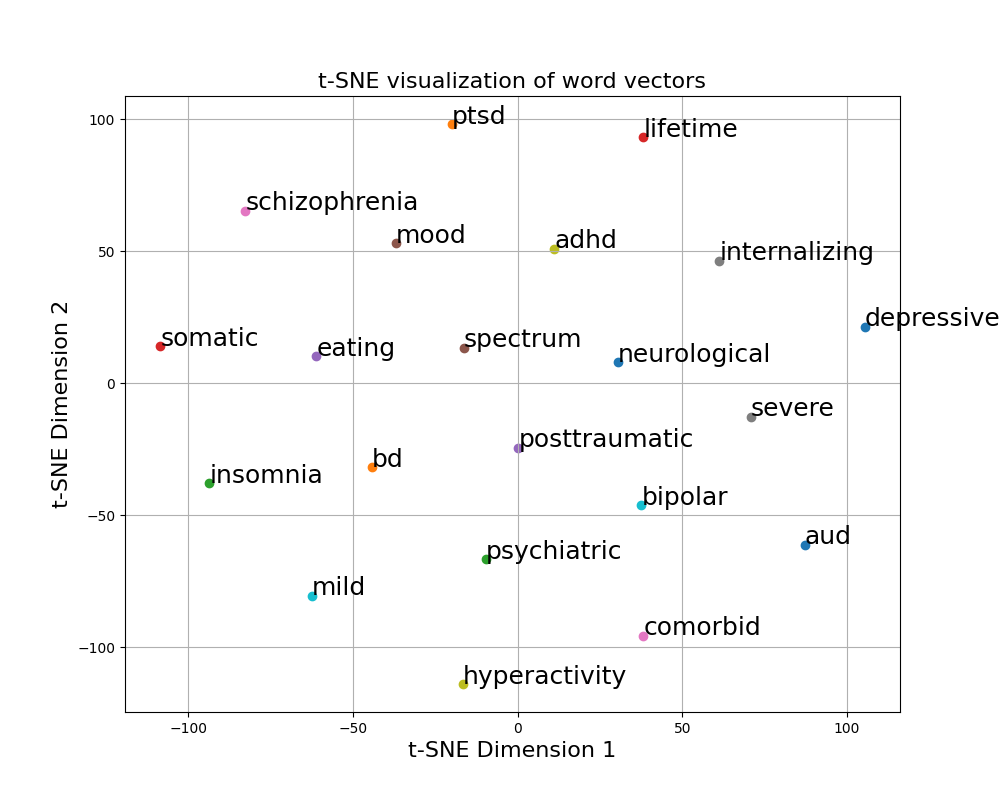 t-SNE visualization of word vectors
ptsd
lifetime
schizophrenia
mood
adhd
internalizing
depressive
somatic
eating
spectrum
neurological
severe
posttraumatic
bd
insomnia
bipolar
aud
psychiatric
mild
comorbid
hyperactivity
100
50
0
−50
−100
t-SNE Dimension 2
−100
−50
0
50
100
t-SNE Dimension 1